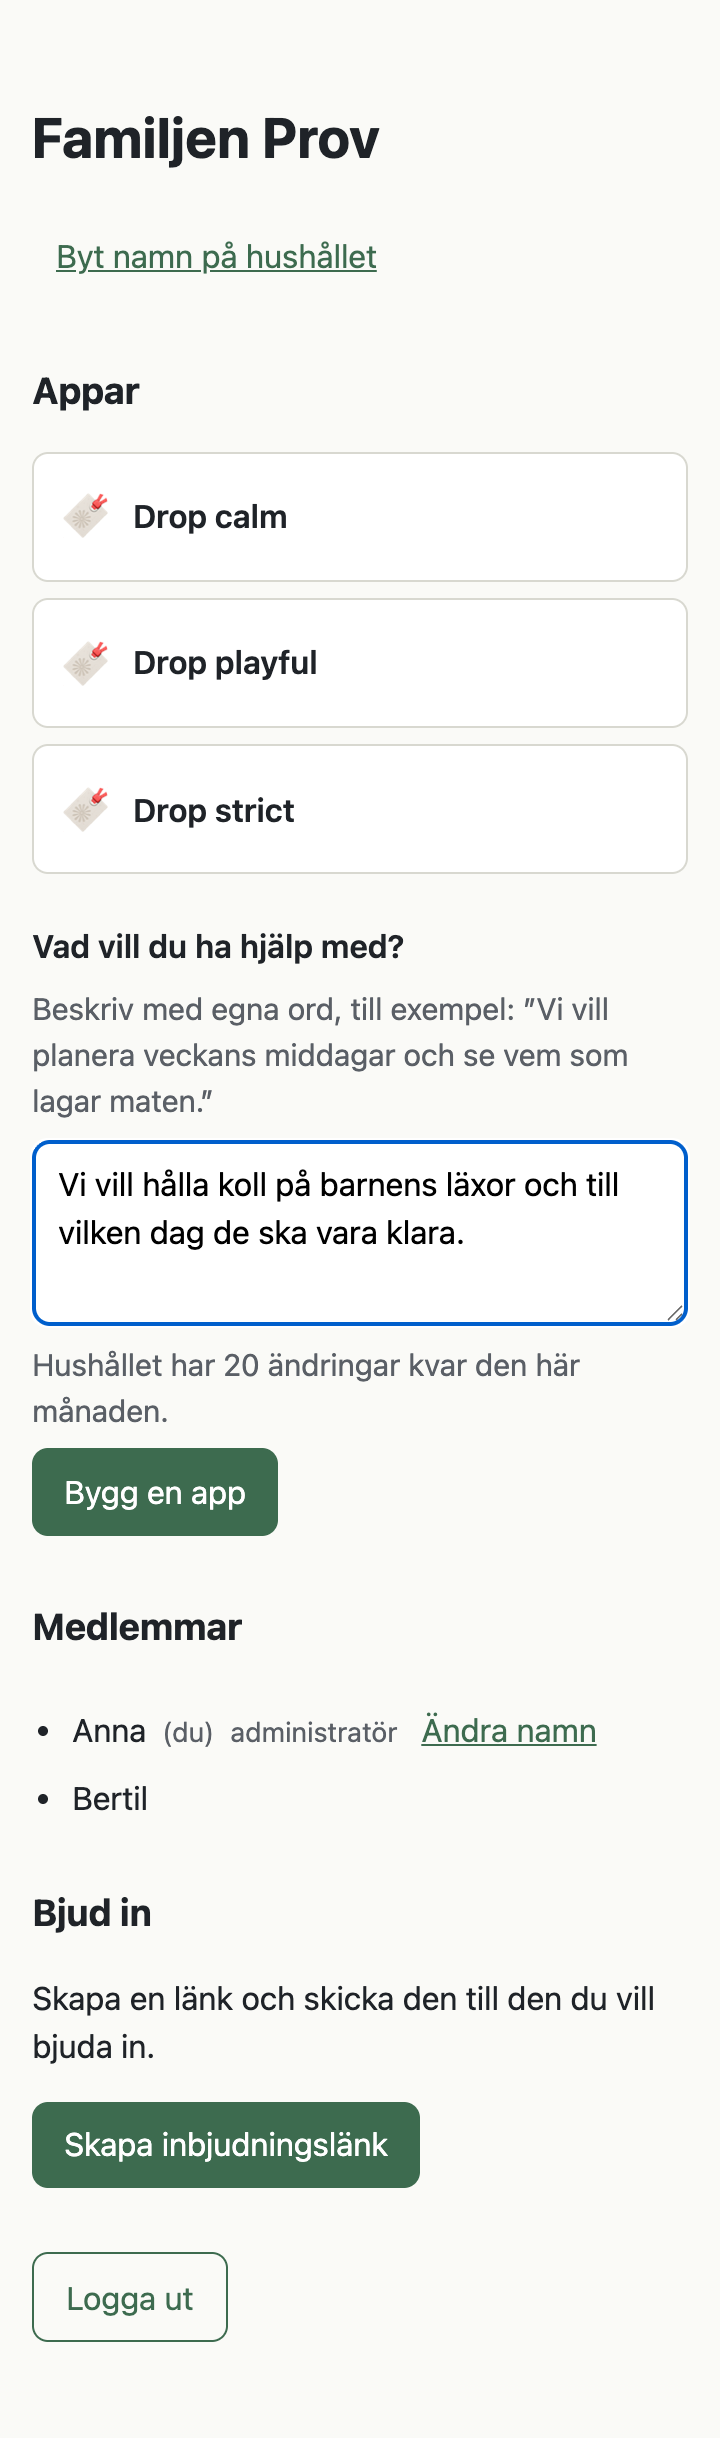 Familjen Prov
Byt namn på hushållet
Appar
Drop calm
Drop playful
Drop strict
Vad vill du ha hjälp med?
Beskriv med egna ord, till exempel: ”Vi vill
planera veckans middagar och se vem som
lagar maten.”
Vi vill hålla koll på barnens läxor och till
vilken dag de ska vara klara.
Hushållet har 20 ändringar kvar den här
månaden.
Bygg en app
Medlemmar
Anna (du) administratör Ändra namn
Bertil
Bjud in
Skapa en länk och skicka den till den du vill
bjuda in.
Skapa inbjudningslänk
Logga ut